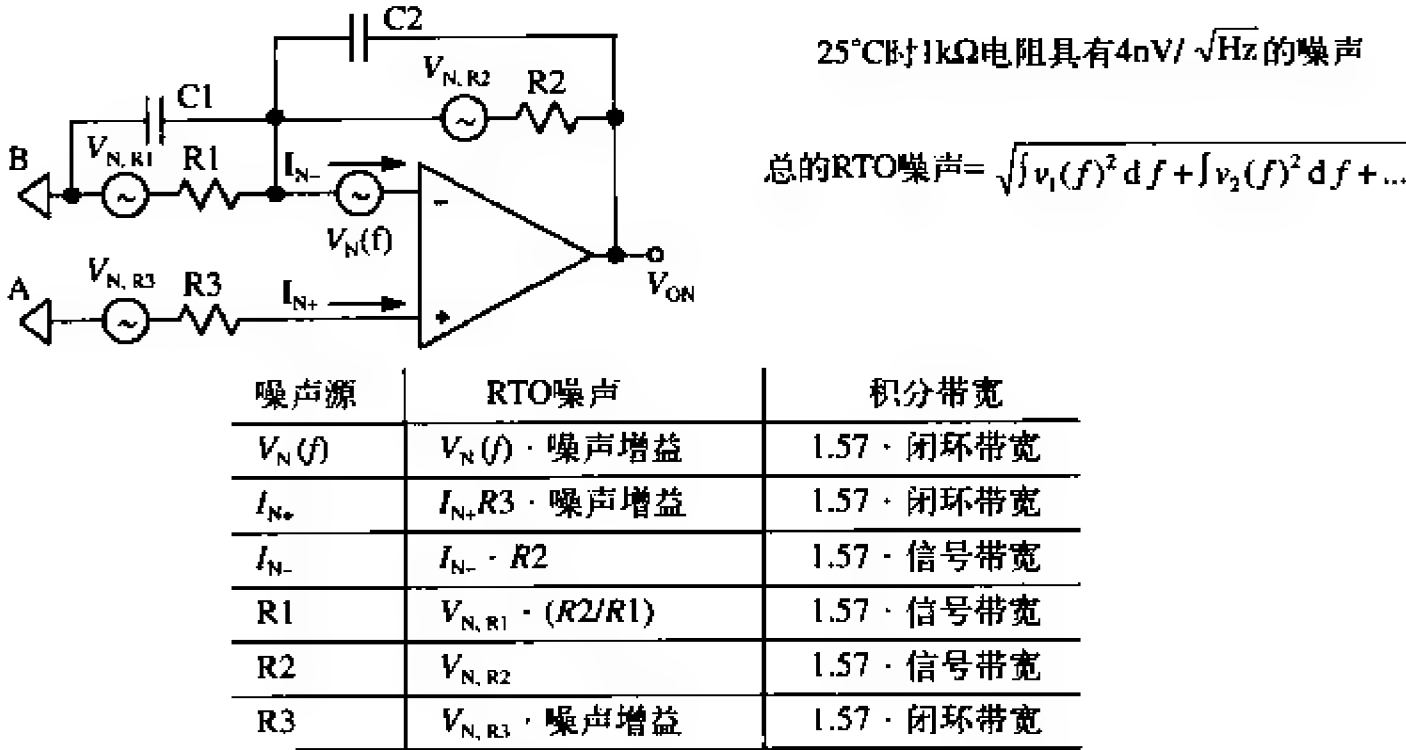 C2
25°C时1kΩ电阻具有4nV/ √Hz的噪声
V_N, R2
R2
C1
B
V_N, R1
R1
I_N-
总的RTO噪声= √∫v₁(f)² d f + ∫v₂(f)² d f + ...
-
V_N(f)
A
V_N, R3
R3
I_N+
V_ON
+
噪声源 RTO噪声 积分带宽
V_N(f) V_N(f) · 噪声增益 1.57 · 闭环带宽
I_N+ I_N+R3 · 噪声增益 1.57 · 闭环带宽
I_N- I_N- · R2 1.57 · 信号带宽
R1 V_N, R1 · (R2/R1) 1.57 · 信号带宽
R2 V_N, R2 1.57 · 信号带宽
R3 V_N, R3 · 噪声增益 1.57 · 闭环带宽